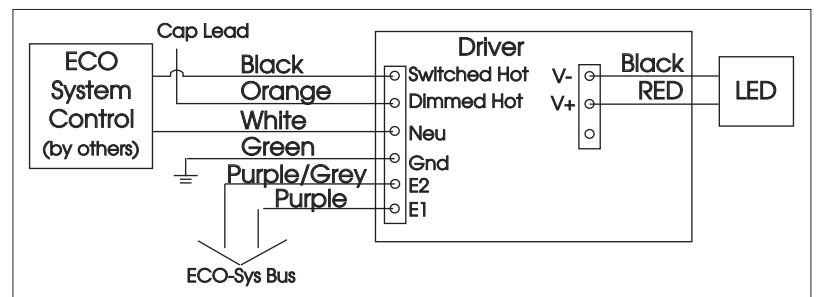 Cap Lead
ECO
System
Control
(by others)
Black
Orange
White
Green
Purple/Grey
Purple
ECO-Sys Bus
Driver
Switched Hot
Dimmed Hot
Neu
Gnd
E2
E1
V-
V+
Black
RED
LED